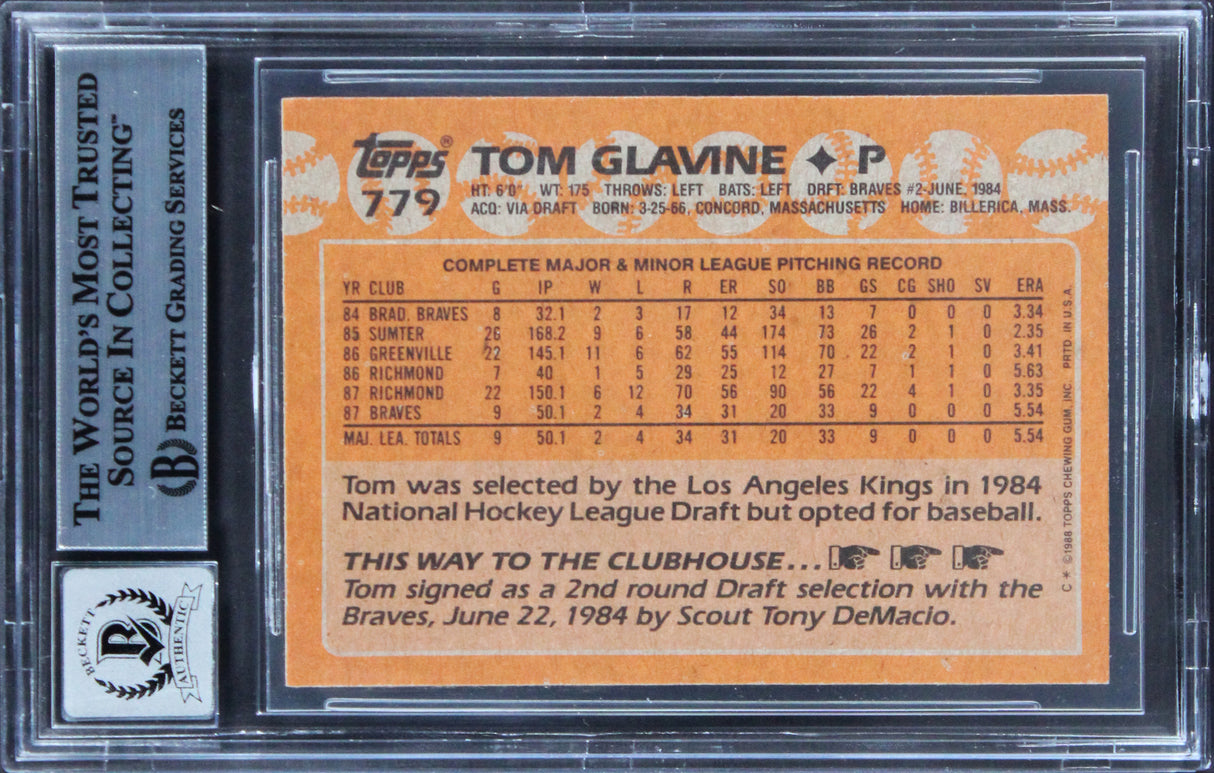 THE WORLD'S MOST TRUSTED
SOURCE IN COLLECTING™
BECKETT GRADING SERVICES
BECKETT
AUTHENTIC
topps® TOM GLAVINE ✦ P
779 HT: 6'0" WT: 175 THROWS: LEFT BATS: LEFT DRFT: BRAVES #2-JUNE, 1984
ACQ: VIA DRAFT BORN: 3-25-66, CONCORD, MASSACHUSETTS HOME: BILLERICA, MASS.
COMPLETE MAJOR & MINOR LEAGUE PITCHING RECORD
YR CLUB G IP W L R ER SO BB GS CG SHO SV ERA
84 BRAD. BRAVES 8 32.1 2 3 17 12 34 13 7 0 0 0 3.34
85 SUMTER 26 168.2 9 6 58 44 174 73 26 2 1 0 2.35
86 GREENVILLE 22 145.1 11 6 62 55 114 70 22 2 1 0 3.41
86 RICHMOND 7 40 1 5 29 25 12 27 7 1 1 0 5.63
87 RICHMOND 22 150.1 6 12 70 56 90 56 22 4 1 0 3.35
87 BRAVES 9 50.1 2 4 34 31 20 33 9 0 0 0 5.54
MAJ. LEA. TOTALS 9 50.1 2 4 34 31 20 33 9 0 0 0 5.54
Tom was selected by the Los Angeles Kings in 1984
National Hockey League Draft but opted for baseball.
THIS WAY TO THE CLUBHOUSE...
Tom signed as a 2nd round Draft selection with the
Braves, June 22, 1984 by Scout Tony DeMacio.
C* ©1988 TOPPS CHEWING GUM, INC. PRTD. IN U.S.A.